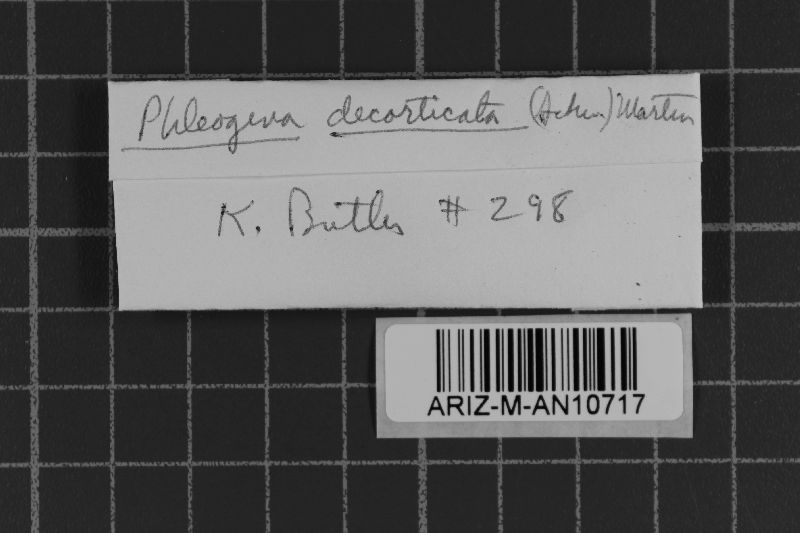 Phleogena decorticata (Schw.) Martin
K. Butler # 298
ARIZ-M-AN10717